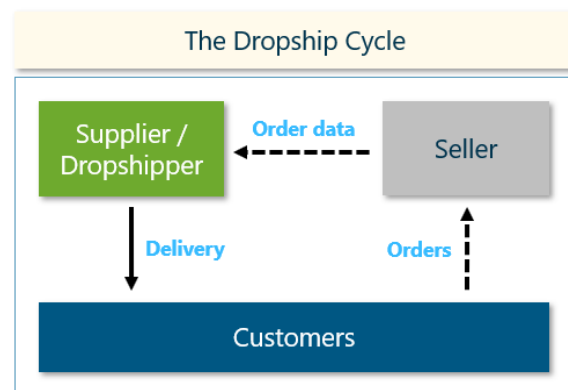 The Dropship Cycle
Supplier /
Dropshipper
Order data
Seller
Delivery
Orders
Customers